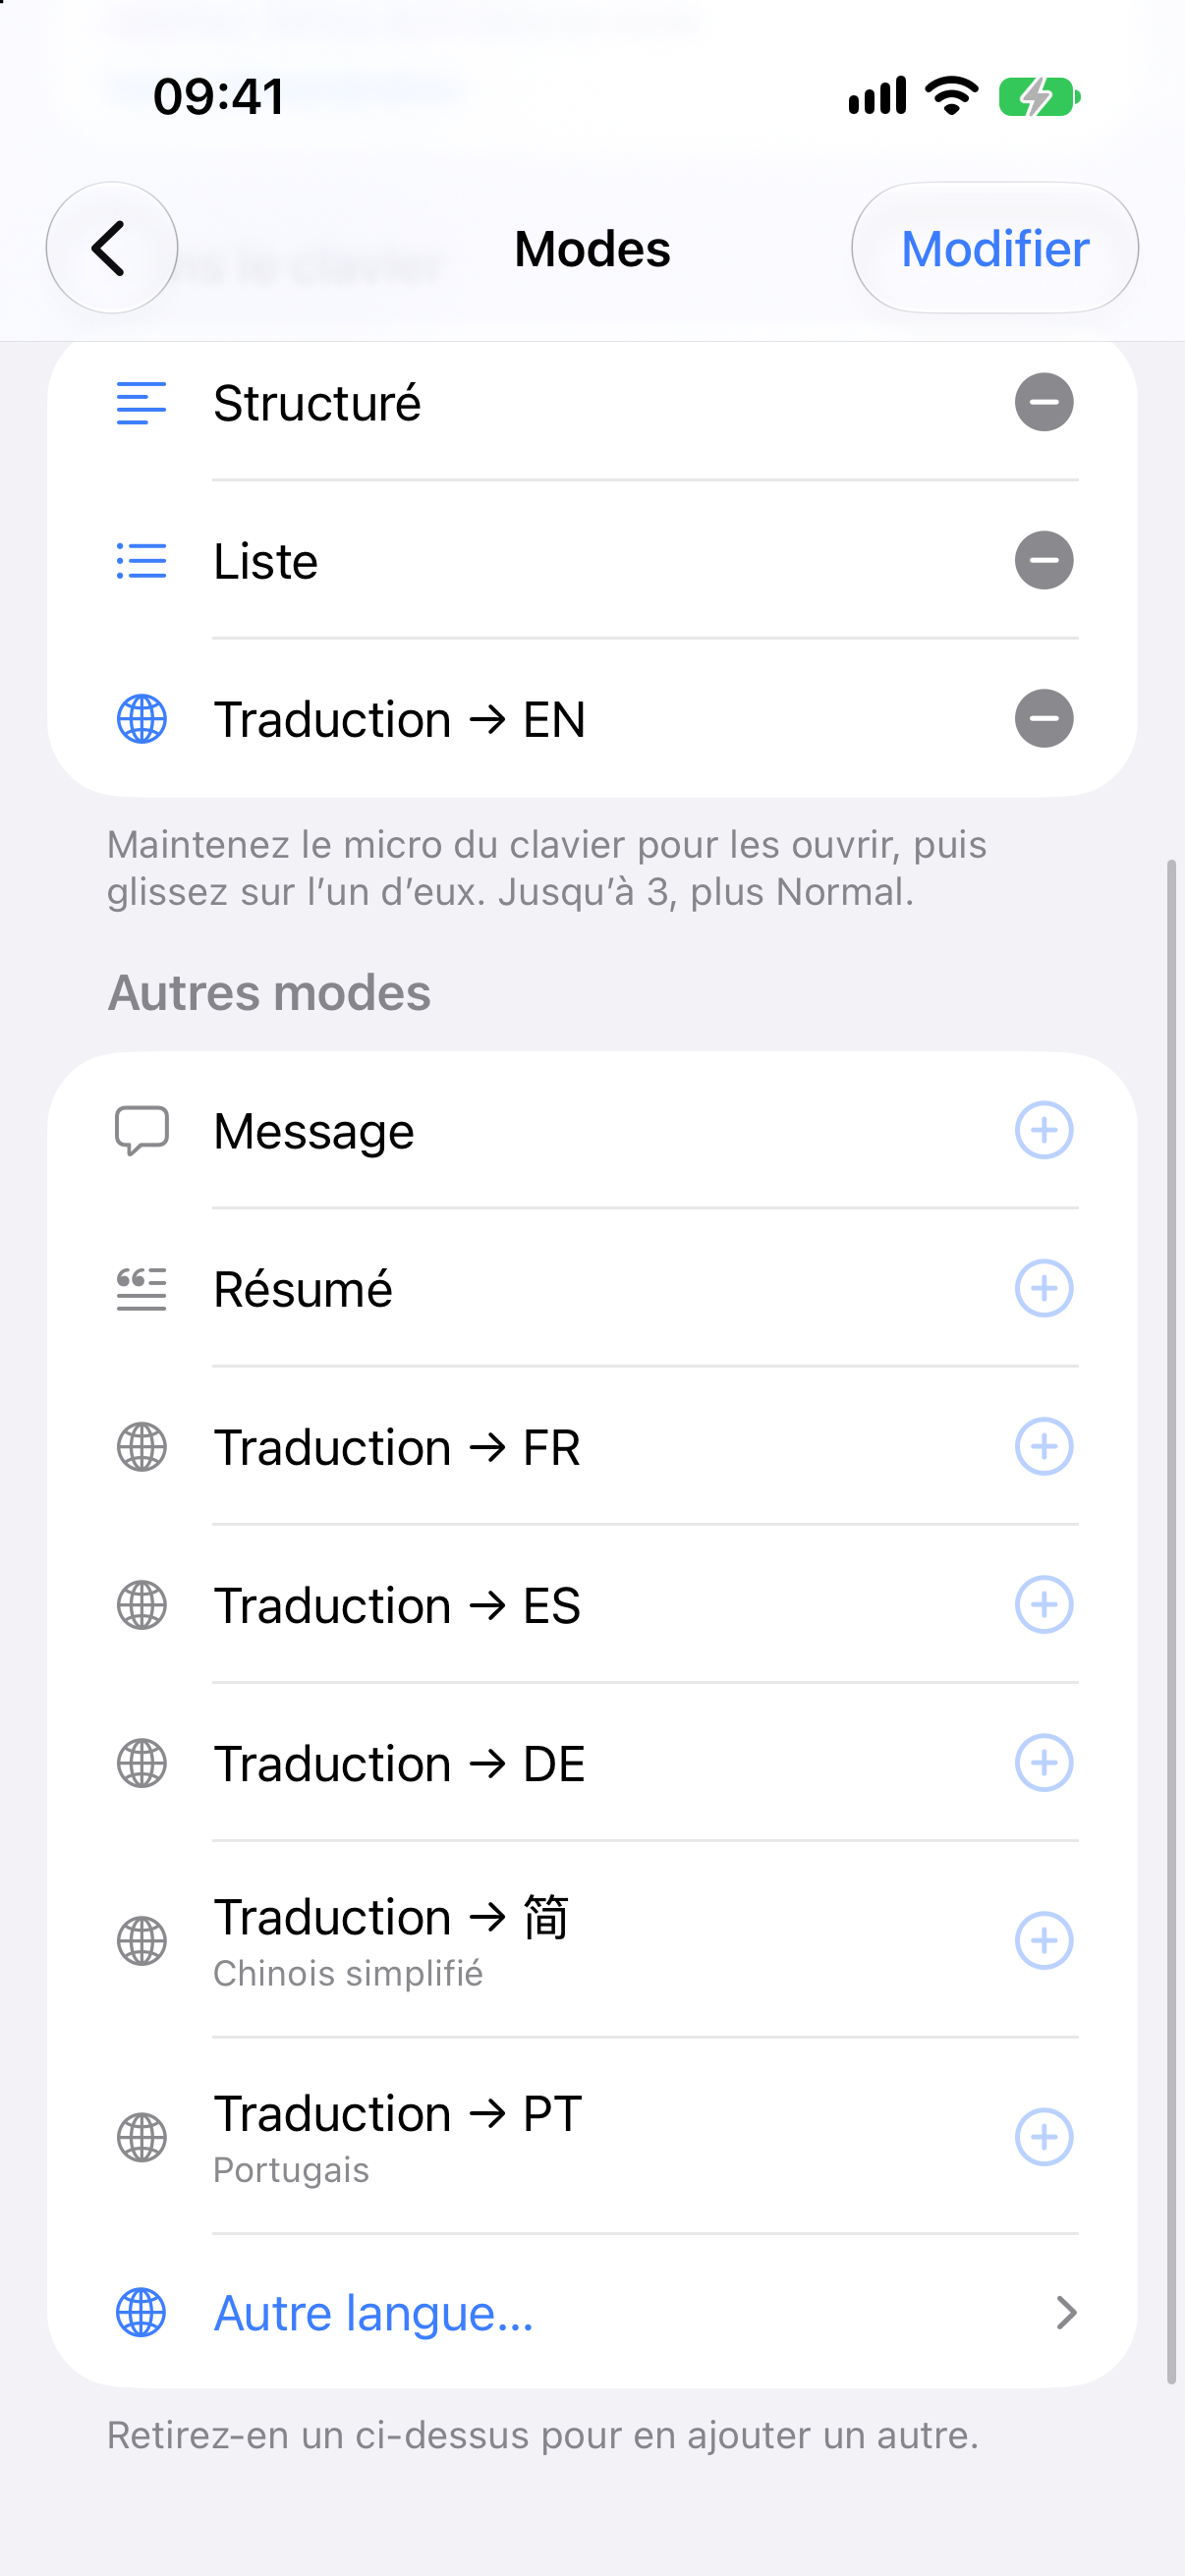 09:41
Modes
Modifier
Structuré
Liste
Traduction → EN
Maintenez le micro du clavier pour les ouvrir, puis
glissez sur l’un d’eux. Jusqu’à 3, plus Normal.
Autres modes
Message
Résumé
Traduction → FR
Traduction → ES
Traduction → DE
Traduction → 简
Chinois simplifié
Traduction → PT
Portugais
Autre langue...
Retirez-en un ci-dessus pour en ajouter un autre.